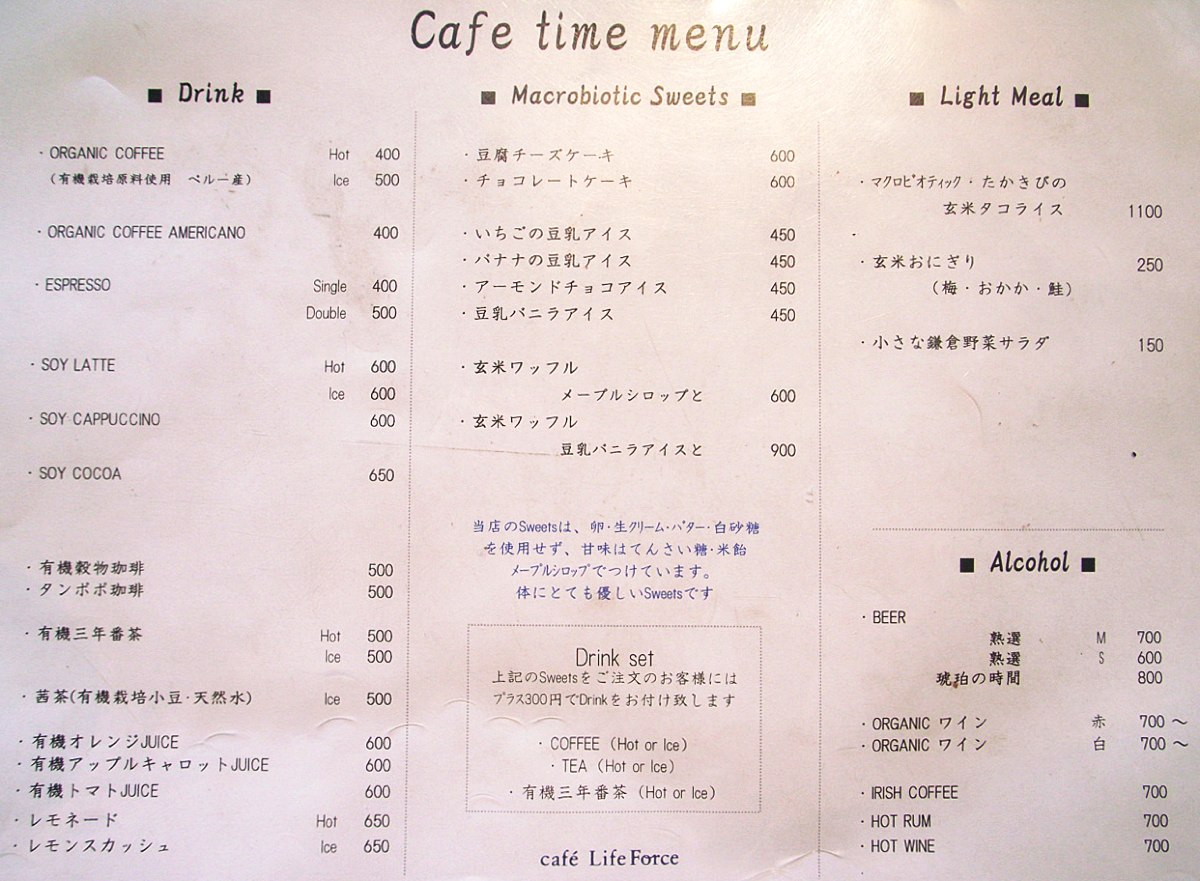 Cafe time menu
■ Drink ■
・ORGANIC COFFEE Hot 400
（有機栽培原料使用 ペルー産） Ice 500
・ORGANIC COFFEE AMERICANO 400
・ESPRESSO Single 400
Double 500
・SOY LATTE Hot 600
Ice 600
・SOY CAPPUCCINO 600
・SOY COCOA 650
・有機穀物珈琲 500
・タンポポ珈琲 500
・有機三年番茶 Hot 500
Ice 500
・茜茶(有機栽培小豆・天然水) Ice 500
・有機オレンジJUICE 600
・有機アップルキャロットJUICE 600
・有機トマトJUICE 600
・レモネード Hot 650
・レモンスカッシュ Ice 650
■ Macrobiotic Sweets ■
・豆腐チーズケーキ 600
・チョコレートケーキ 600
・いちごの豆乳アイス 450
・バナナの豆乳アイス 450
・アーモンドチョコアイス 450
・豆乳バニラアイス 450
・玄米ワッフル
メープルシロップと 600
・玄米ワッフル
豆乳バニラアイスと 900
当店のSweetsは、卵・生クリーム・バター・白砂糖
を使用せず、甘味はてんさい糖・米飴
メープルシロップでつけています。
体にとても優しいSweetsです
Drink set
上記のSweetsをご注文のお客様には
プラス300円でDrinkをお付け致します
・COFFEE（Hot or Ice）
・TEA（Hot or Ice）
・有機三年番茶（Hot or Ice）
café LifeForce
■ Light Meal ■
・マクロビオティック・たかきびの
玄米タコライス 1100
・
・玄米おにぎり 250
（梅・おかか・鮭）
・小さな鎌倉野菜サラダ 150
■ Alcohol ■
・BEER
熟選 M 700
熟選 S 600
琥珀の時間 800
・ORGANIC ワイン 赤 700～
・ORGANIC ワイン 白 700～
・IRISH COFFEE 700
・HOT RUM 700
・HOT WINE 700